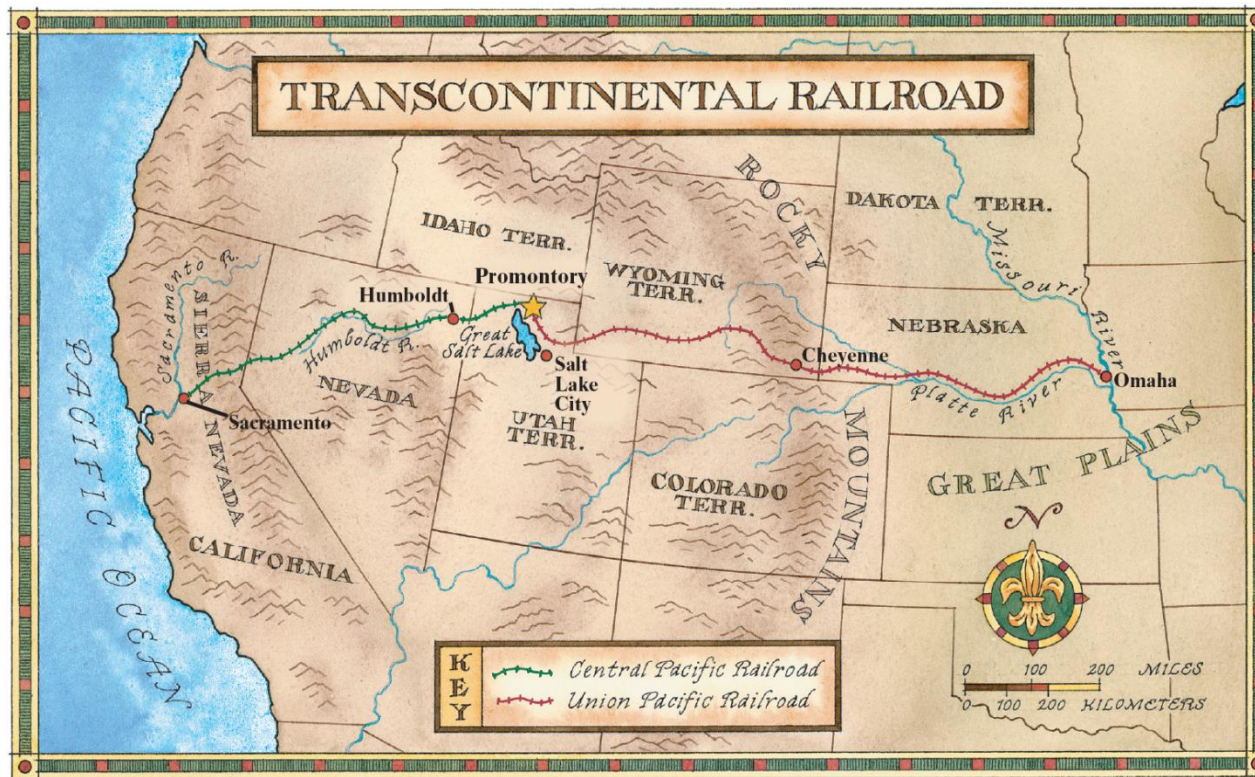 TRANSCONTINENTAL RAILROAD
ROCKY
MOUNTAINS
DAKOTA TERR.
Missouri River
IDAHO TERR.
WYOMING
TERR.
Promontory
Humboldt
Sacramento R.
SIERRA NEVADA
Humboldt R.
Great
Salt Lake
NEBRASKA
Cheyenne
Omaha
Platte River
Salt
Lake
City
NEVADA
UTAH
TERR.
Sacramento
PACIFIC OCEAN
GREAT PLAINS
COLORADO
TERR.
CALIFORNIA
N
KEY
Central Pacific Railroad
Union Pacific Railroad
0 100 200 MILES
0 100 200 KILOMETERS